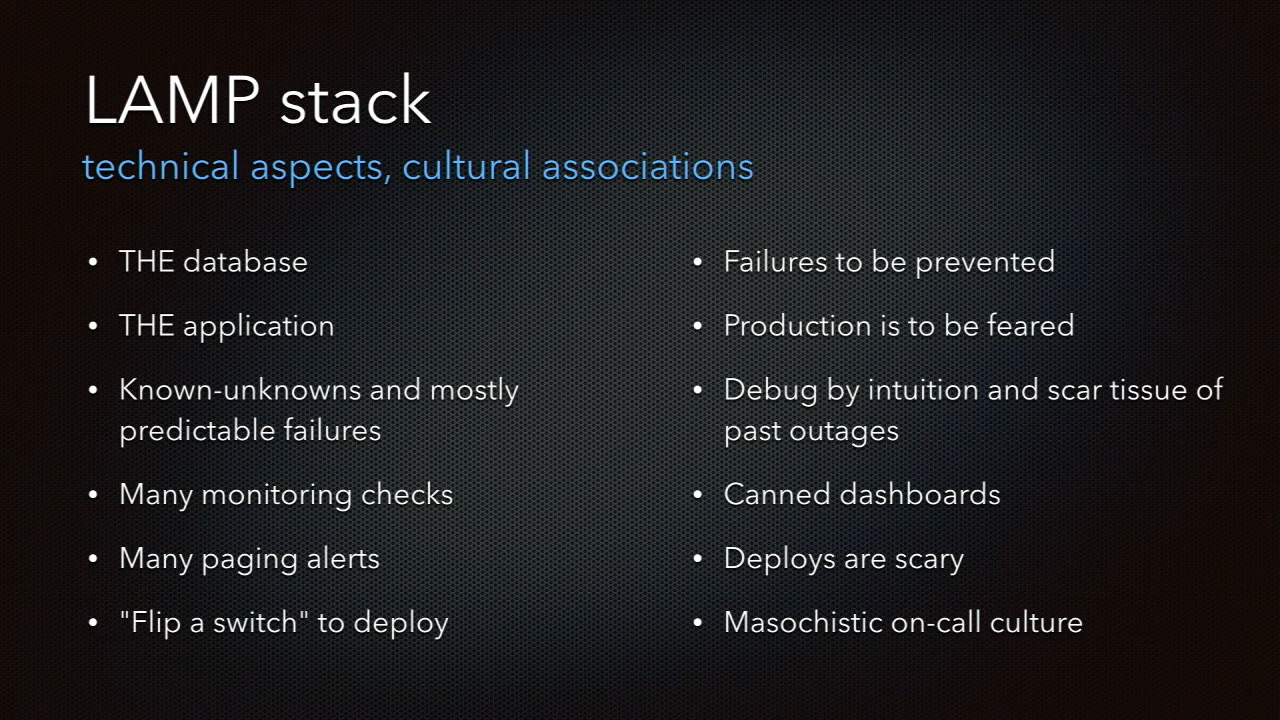 LAMP stack
technical aspects, cultural associations
• THE database
• THE application
• Known-unknowns and mostly
predictable failures
• Many monitoring checks
• Many paging alerts
• "Flip a switch" to deploy
• Failures to be prevented
• Production is to be feared
• Debug by intuition and scar tissue of
past outages
• Canned dashboards
• Deploys are scary
• Masochistic on-call culture